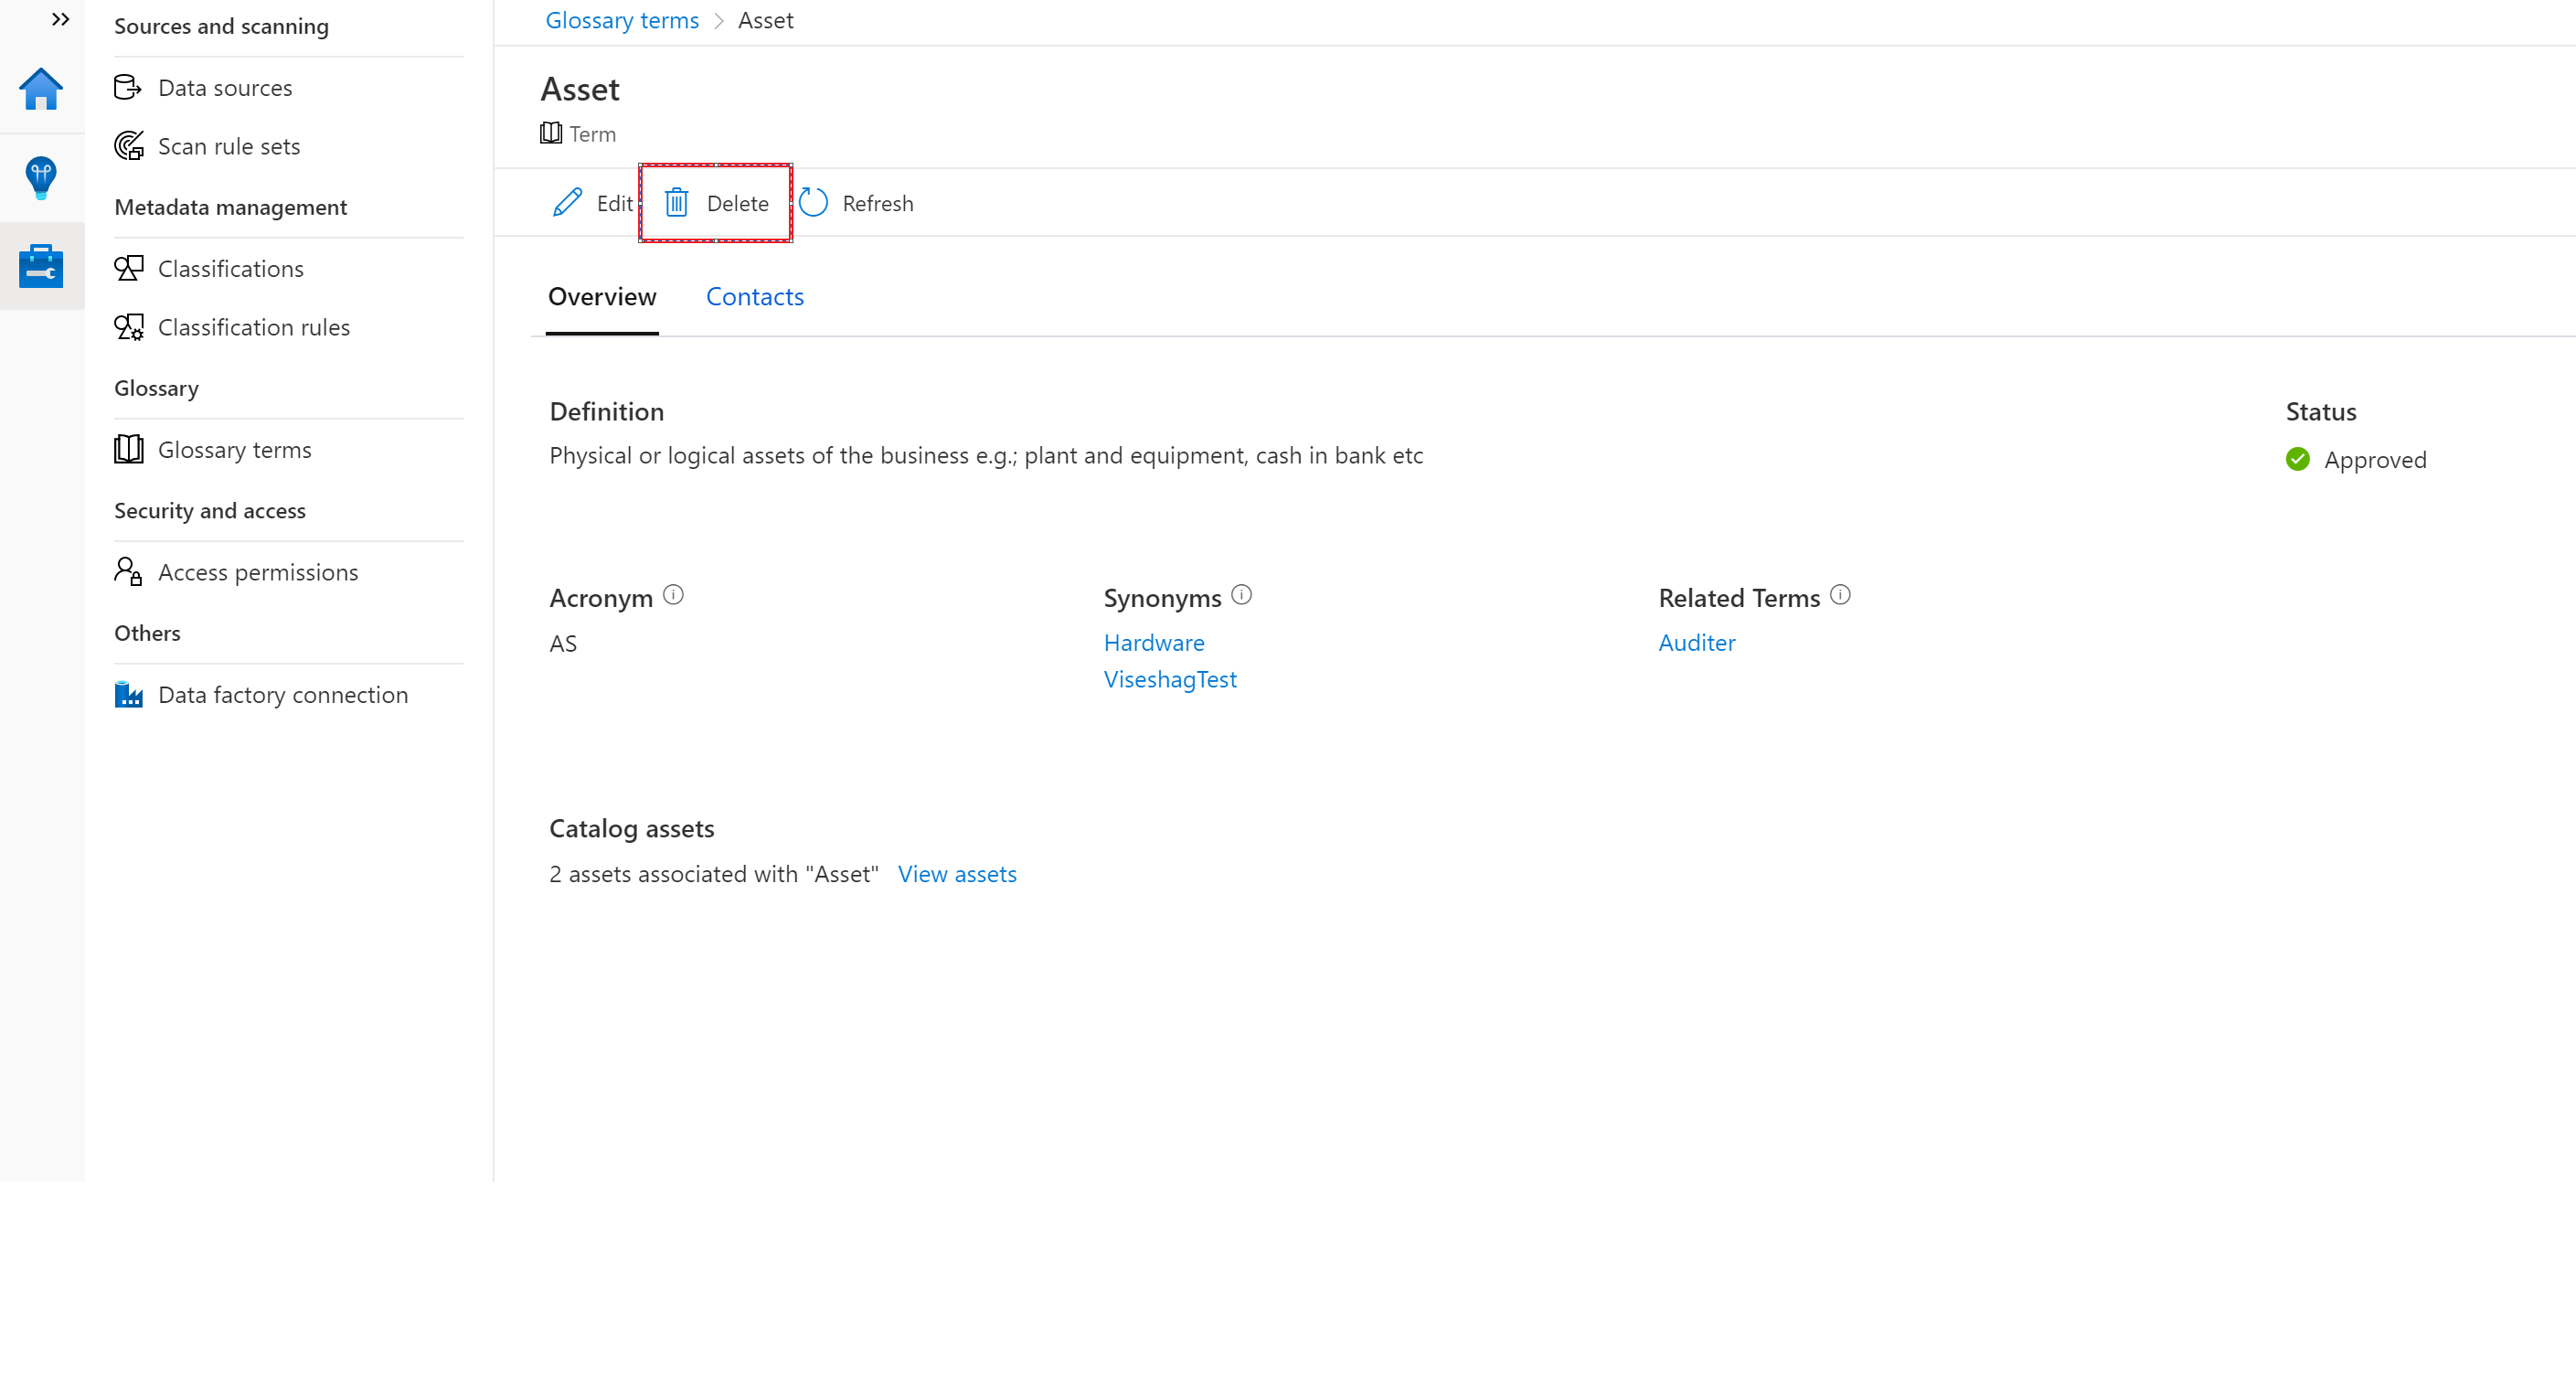 Sources and scanning
Data sources
Scan rule sets
Metadata management
Classifications
Classification rules
Glossary
Glossary terms
Security and access
Access permissions
Others
Data factory connection
Glossary terms > Asset
Asset
Term
Edit Delete Refresh
Overview Contacts
Definition Status
Physical or logical assets of the business e.g.; plant and equipment, cash in bank etc
Approved
Acronym Synonyms Related Terms
AS Hardware Auditer
ViseshagTest
Catalog assets
2 assets associated with "Asset" View assets